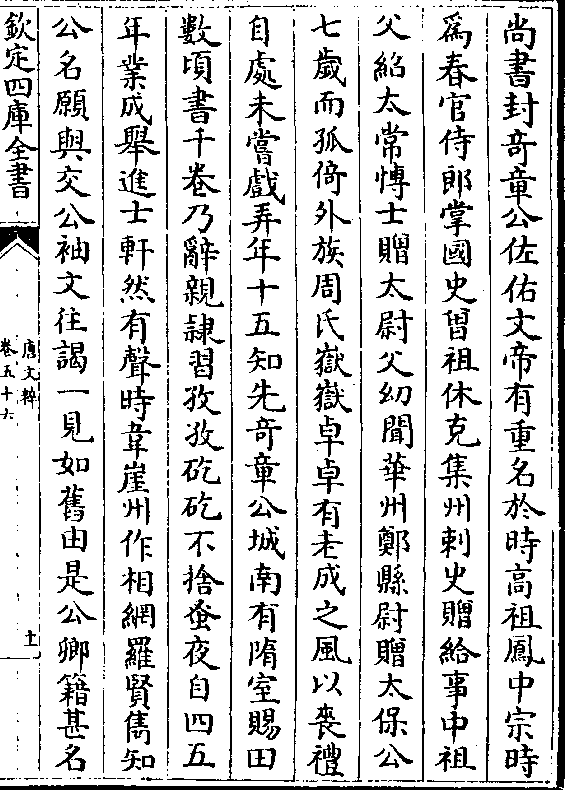 尚書封奇章公佐佑文帝有重名於時高祖鳳中宗時
為春官侍郎掌國史曾祖休克集州刺史贈給事中祖
父紹太常愽士贈太尉父幼聞華州鄭縣尉贈太保公
七歲而孤倚外族周氏嶽嶽卓卓有老成之風以喪禮
自處未嘗戲弄年十五知先奇章公城南有隋室賜田
數頃書千卷乃辭親隸習孜孜矻矻不捨蚤夜自四五
年業成舉進士軒然有聲時韋崖州作相網羅賢雋知
公名願與交公袖文往謁一見如舊由是公卿籍甚名
欽定四庫全書
唐文粹
卷五十六
十一